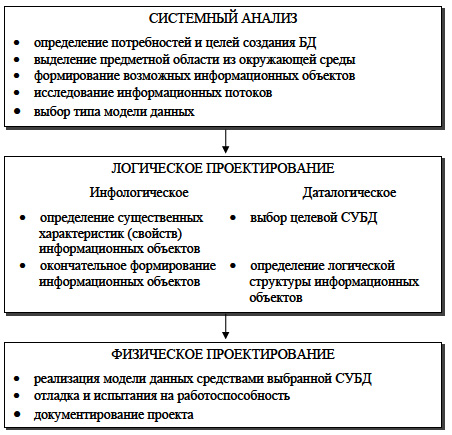 СИСТЕМНЫЙ АНАЛИЗ
• определение потребностей и целей создания БД
• выделение предметной области из окружающей среды
• формирование возможных информационных объектов
• исследование информационных потоков
• выбор типа модели данных
ЛОГИЧЕСКОЕ ПРОЕКТИРОВАНИЕ
Инфологическое
• определение существенных
характеристик (свойств)
информационных объектов
• окончательное формирование
информационных объектов
Даталогическое
• выбор целевой СУБД
• определение логической
структуры информационных
объектов
ФИЗИЧЕСКОЕ ПРОЕКТИРОВАНИЕ
• реализация модели данных средствами выбранной СУБД
• отладка и испытания на работоспособность
• документирование проекта